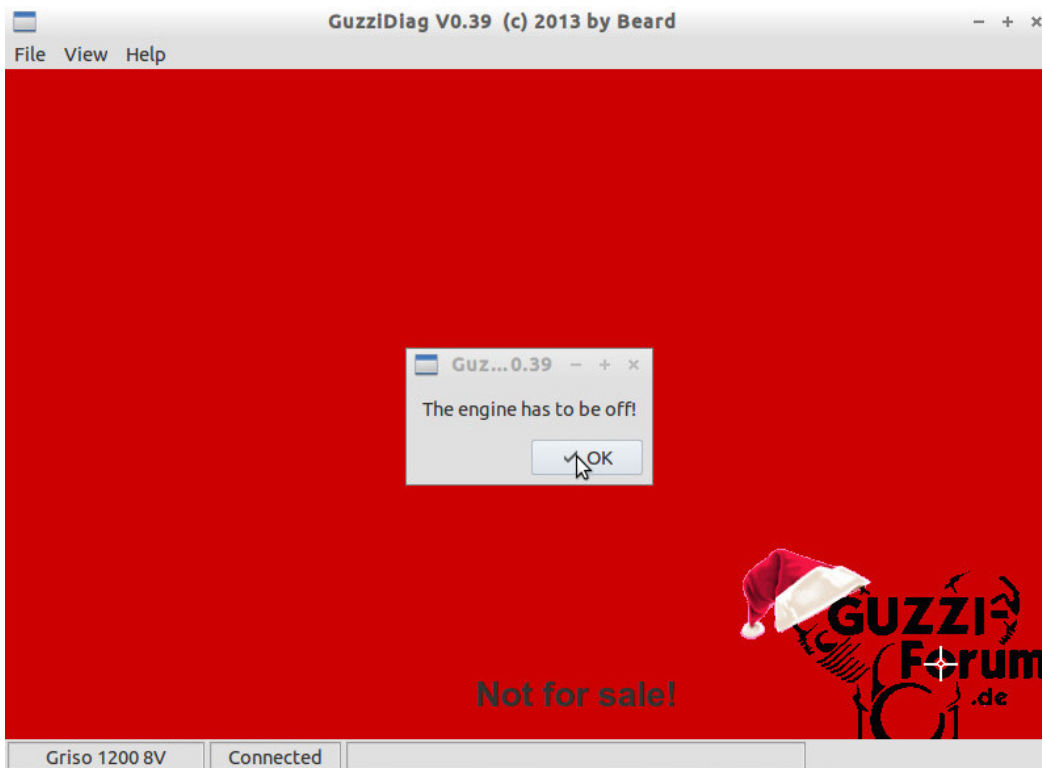 GuzziDiag V0.39 (c) 2013 by Beard
File View Help
Guz...0.39
The engine has to be off!
OK
GUZZI-
Forum
.de
Not for sale!
Griso 1200 8V Connected